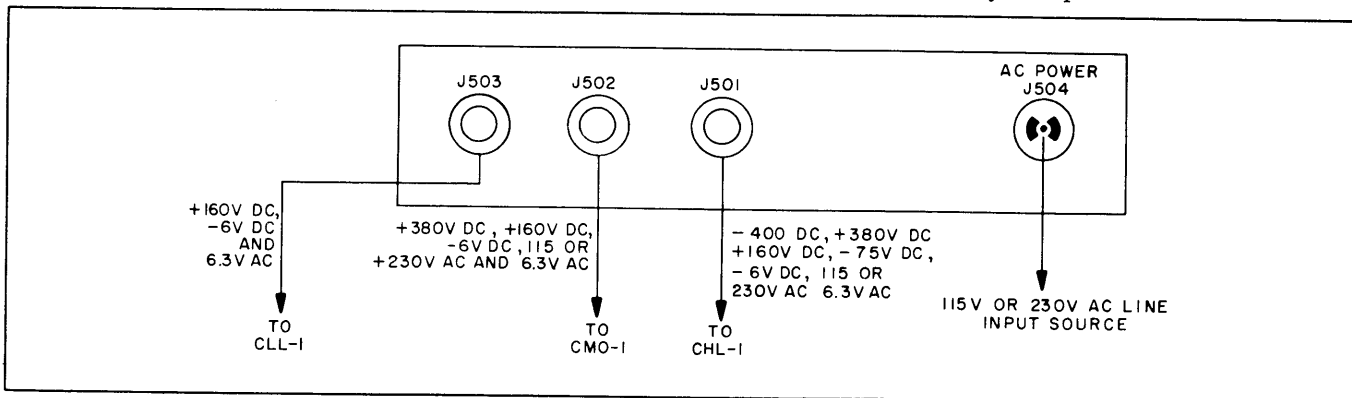 J503
J502
J501
AC POWER
J504
+160V DC,
-6V DC
AND
6.3V AC
+380V DC, +160V DC,
-6V DC, 115 OR
+230V AC AND 6.3V AC
- 400 DC, +380V DC
+160V DC, - 75V DC,
- 6V DC, 115 OR
230V AC 6.3V AC
115V OR 230V AC LINE
INPUT SOURCE
TO
CLL-1
TO
CMO-1
TO
CHL-1